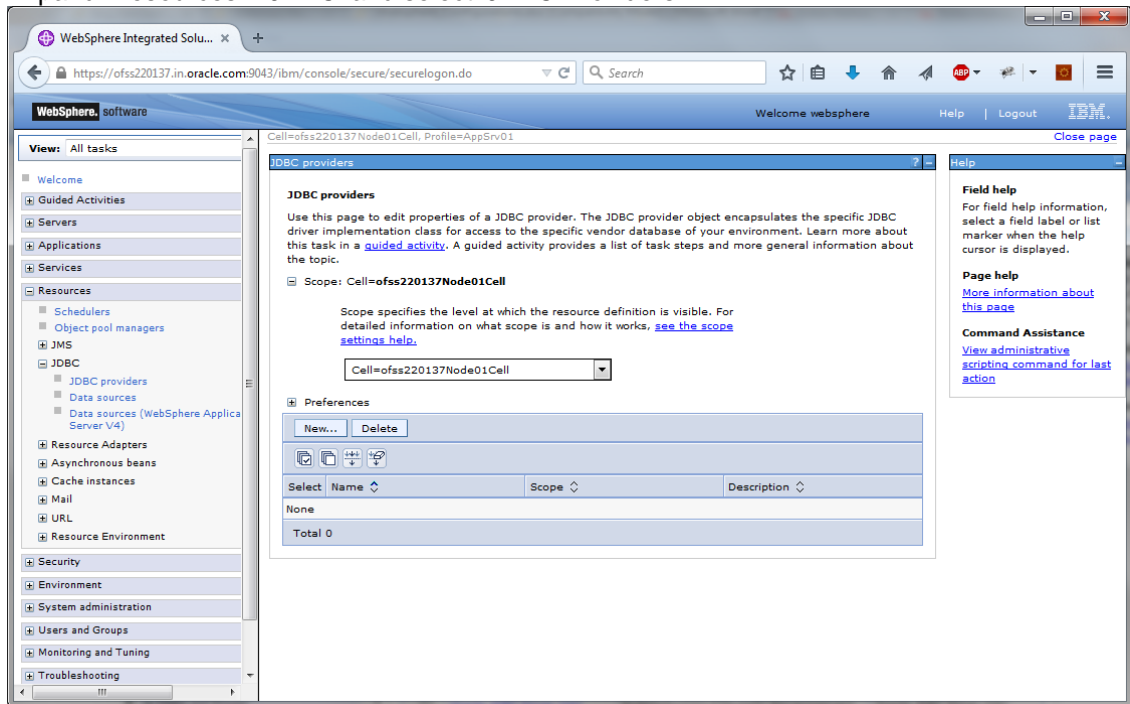 WebSphere Integrated Solu... × +
https://ofss220137.in.oracle.com:9043/ibm/console/secure/securelogon.do
Search
ABP
WebSphere. software
Welcome websphere
Help | Logout
IBM.
View: All tasks
Welcome
Guided Activities
Servers
Applications
Services
Resources
Schedulers
Object pool managers
JMS
JDBC
JDBC providers
Data sources
Data sources (WebSphere Applica
Server V4)
Resource Adapters
Asynchronous beans
Cache instances
Mail
URL
Resource Environment
Security
Environment
System administration
Users and Groups
Monitoring and Tuning
Troubleshooting
Cell=ofss220137Node01Cell, Profile=AppSrv01
Close page
JDBC providers ? -
JDBC providers
Use this page to edit properties of a JDBC provider. The JDBC provider object encapsulates the specific JDBC
driver implementation class for access to the specific vendor database of your environment. Learn more about
this task in a guided activity. A guided activity provides a list of task steps and more general information about
the topic.
Scope: Cell=ofss220137Node01Cell
Scope specifies the level at which the resource definition is visible. For
detailed information on what scope is and how it works, see the scope
settings help.
Cell=ofss220137Node01Cell
Preferences
New... Delete
Select Name Scope Description
None
Total 0
Help -
Field help
For field help information,
select a field label or list
marker when the help
cursor is displayed.
Page help
More information about
this page
Command Assistance
View administrative
scripting command for last
action